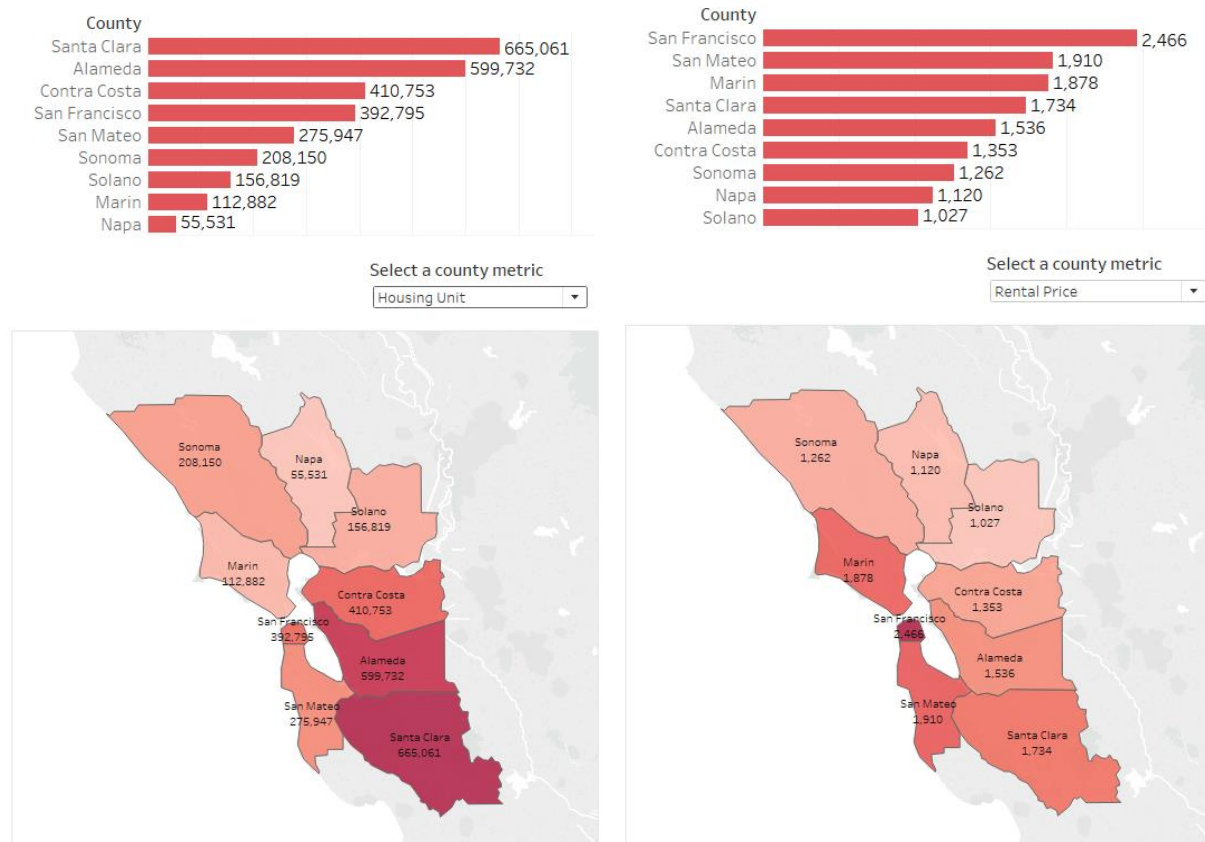 County
Santa Clara 665,061
Alameda 599,732
Contra Costa 410,753
San Francisco 392,795
San Mateo 275,947
Sonoma 208,150
Solano 156,819
Marin 112,882
Napa 55,531
Select a county metric
Housing Unit
Sonoma
208,150
Napa
55,531
Solano
156,819
Marin
112,882
Contra Costa
410,753
San Francisco
392,795
Alameda
599,732
San Mateo
275,947
Santa Clara
665,061
County
San Francisco 2,466
San Mateo 1,910
Marin 1,878
Santa Clara 1,734
Alameda 1,536
Contra Costa 1,353
Sonoma 1,262
Napa 1,120
Solano 1,027
Select a county metric
Rental Price
Sonoma
1,262
Napa
1,120
Solano
1,027
Marin
1,878
Contra Costa
1,353
San Francisco
2,466
Alameda
1,536
San Mateo
1,910
Santa Clara
1,734